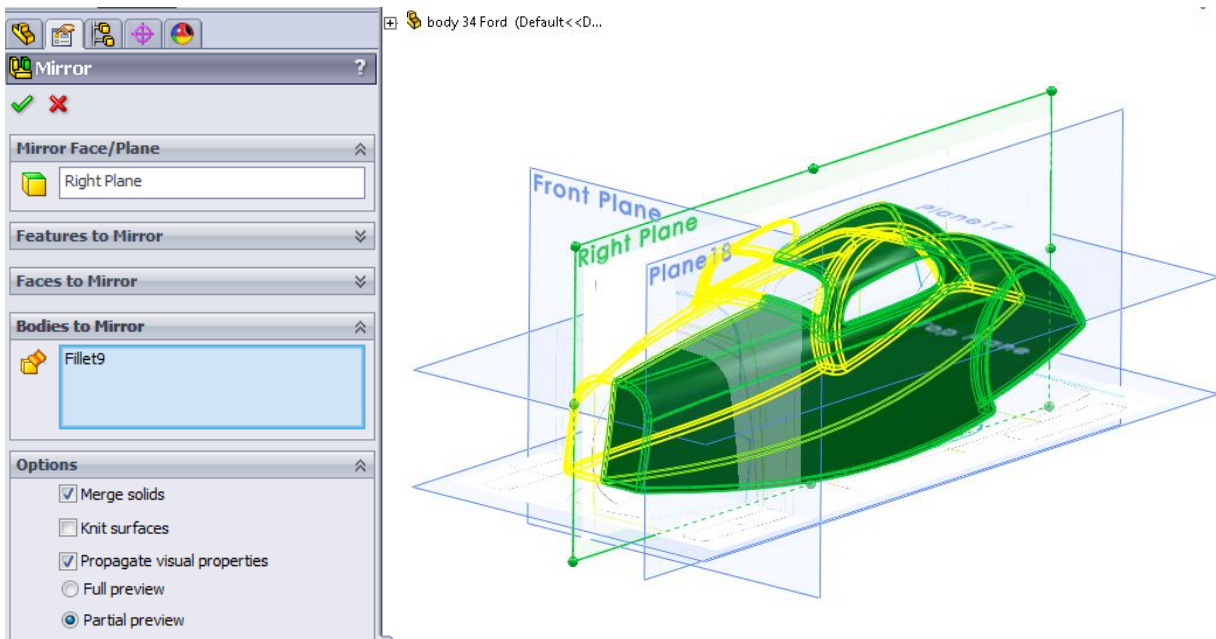 body 34 Ford (Default<<D...
Mirror
?
Mirror Face/Plane
Right Plane
Features to Mirror
Faces to Mirror
Bodies to Mirror
Fillet9
Options
Merge solids
Knit surfaces
Propagate visual properties
Full preview
Partial preview
Front Plane
Right Plane
Plane18
Plane17
Top Plane